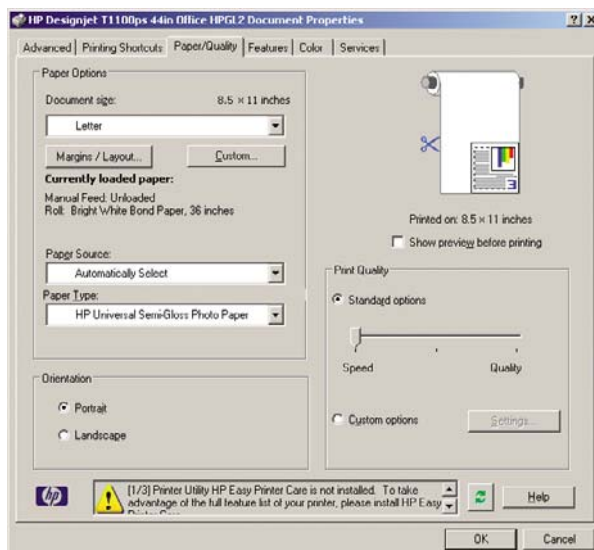 HP Designjet T1100ps 44in Office HPGL2 Document Properties
Advanced Printing Shortcuts Paper/Quality Features Color Services
Paper Options
Document size: 8.5 × 11 inches
Letter
Margins / Layout... Custom...
Currently loaded paper:
Manual Feed: Unloaded
Roll: Bright White Bond Paper, 36 inches
Paper Source:
Automatically Select
Paper Type:
HP Universal Semi-Gloss Photo Paper
Orientation
Portrait
Landscape
3
Printed on: 8.5 × 11 inches
Show preview before printing
Print Quality
Standard options
Speed Quality
Custom options Settings...
hp
[1/3] Printer Utility HP Easy Printer Care is not installed. To take
advantage of the full feature list of your printer, please install HP Easy
Help
OK Cancel